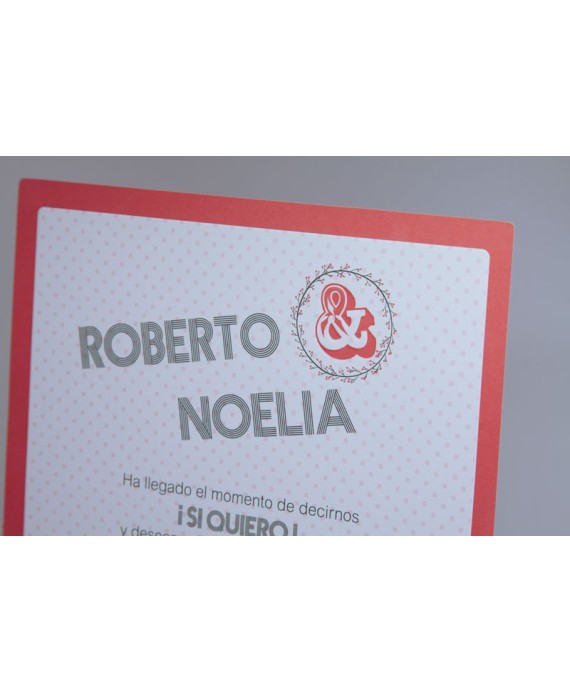 ROBERTO &
NOELIA
Ha llegado el momento de decirnos
¡SI QUIERO!
y